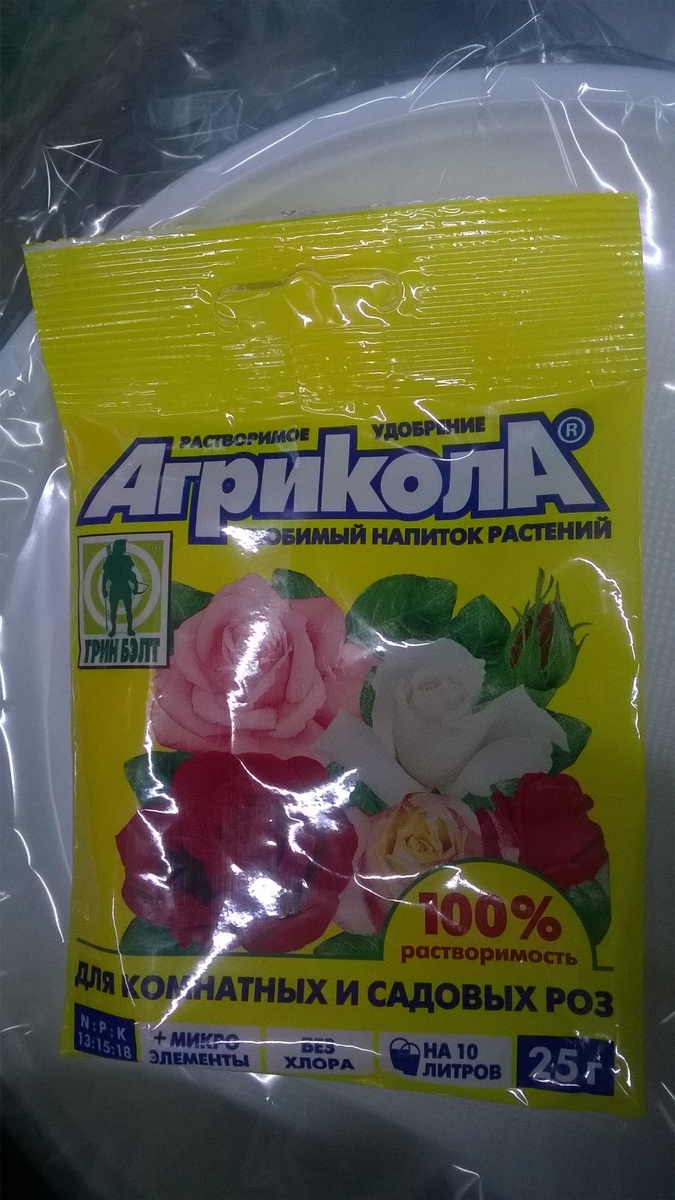 РАСТВОРИМОЕ УДОБРЕНИЕ
АгриколА®
ЛЮБИМЫЙ НАПИТОК РАСТЕНИЙ
ГРИН БЭЛТ
100%
растворимость
ДЛЯ КОМНАТНЫХ И САДОВЫХ РОЗ
N:P:K
13:15:18
+ МИКРО
ЭЛЕМЕНТЫ
БЕЗ
ХЛОРА
НА 10
ЛИТРОВ
25 г